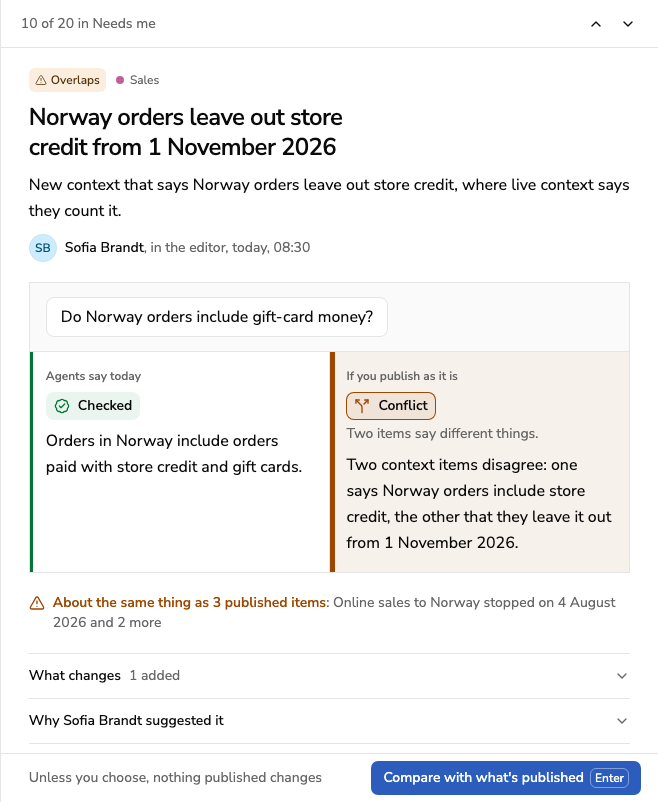 10 of 20 in Needs me
Overlaps
Sales
Norway orders leave out store
credit from 1 November 2026
New context that says Norway orders leave out store credit, where live context says
they count it.
SB
Sofia Brandt, in the editor, today, 08:30
Do Norway orders include gift-card money?
Agents say today
Checked
Orders in Norway include orders
paid with store credit and gift cards.
If you publish as it is
Conflict
Two items say different things.
Two context items disagree: one
says Norway orders include store
credit, the other that they leave it out
from 1 November 2026.
About the same thing as 3 published items: Online sales to Norway stopped on 4 August
2026 and 2 more
What changes 1 added
Why Sofia Brandt suggested it
Unless you choose, nothing published changes
Compare with what's published Enter